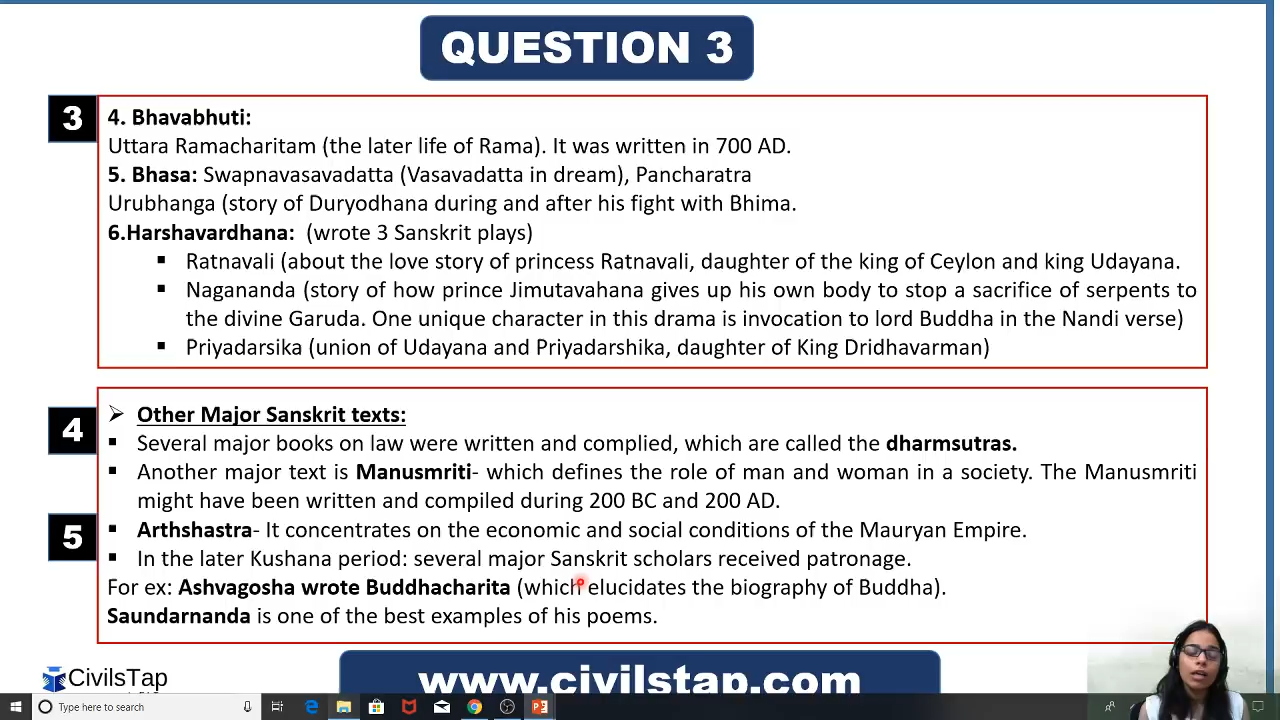 QUESTION 3
3
4. Bhavabhuti:
Uttara Ramacharitam (the later life of Rama). It was written in 700 AD.
5. Bhasa: Swapnavasavadatta (Vasavadatta in dream), Pancharatra
Urubhanga (story of Duryodhana during and after his fight with Bhima.
6.Harshavardhana: (wrote 3 Sanskrit plays)
▪ Ratnavali (about the love story of princess Ratnavali, daughter of the king of Ceylon and king Udayana.
▪ Nagananda (story of how prince Jimutavahana gives up his own body to stop a sacrifice of serpents to
the divine Garuda. One unique character in this drama is invocation to lord Buddha in the Nandi verse)
▪ Priyadarsika (union of Udayana and Priyadarshika, daughter of King Dridhavarman)
4
➢ Other Major Sanskrit texts:
▪ Several major books on law were written and complied, which are called the dharmsutras.
▪ Another major text is Manusmriti- which defines the role of man and woman in a society. The Manusmriti
might have been written and compiled during 200 BC and 200 AD.
5
▪ Arthshastra- It concentrates on the economic and social conditions of the Mauryan Empire.
▪ In the later Kushana period: several major Sanskrit scholars received patronage.
For ex: Ashvagosha wrote Buddhacharita (which elucidates the biography of Buddha).
Saundarnanda is one of the best examples of his poems.
CivilsTap
www.civilstap.com
Type here to search